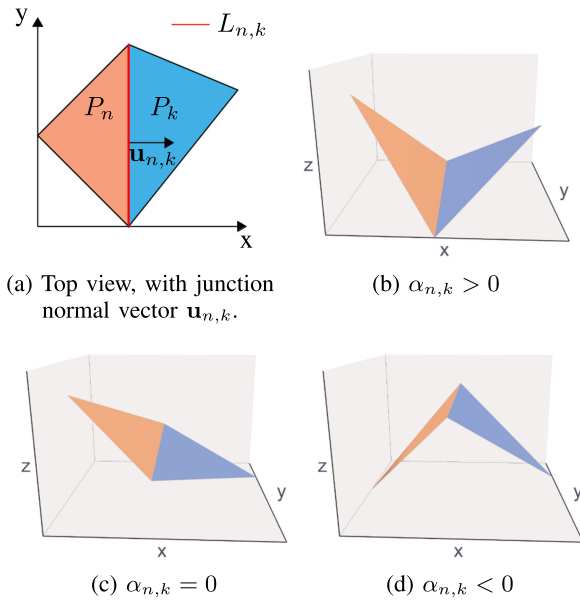 y
L_{n,k}
P_n P_k
u_{n,k}
x
(a) Top view, with junction
normal vector u_{n,k}.
z
y
x
(b) α_{n,k} > 0
z
y
x
(c) α_{n,k} = 0
z
y
x
(d) α_{n,k} < 0